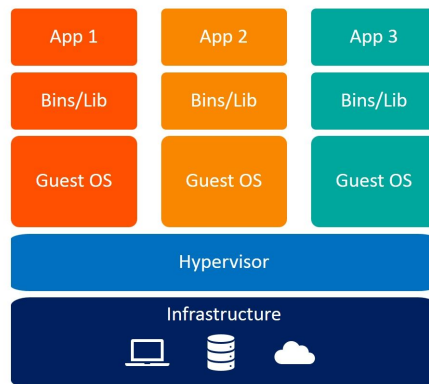 App 1
App 2
App 3
Bins/Lib
Bins/Lib
Bins/Lib
Guest OS
Guest OS
Guest OS
Hypervisor
Infrastructure